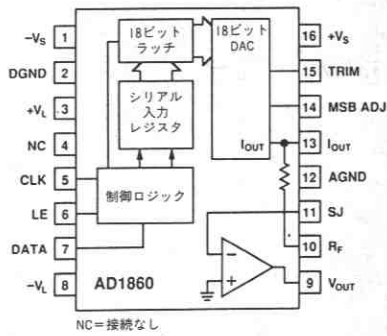 -VS 1
DGND 2
+VL 3
NC 4
CLK 5
LE 6
DATA 7
-VL 8
18ビット
ラッチ
18ビット
DAC
シリアル
入力
レジスタ
制御ロジック
IOUT
AD1860
16 +VS
15 TRIM
14 MSB ADJ
13 IOUT
12 AGND
11 SJ
10 RF
9 VOUT
NC=接続なし